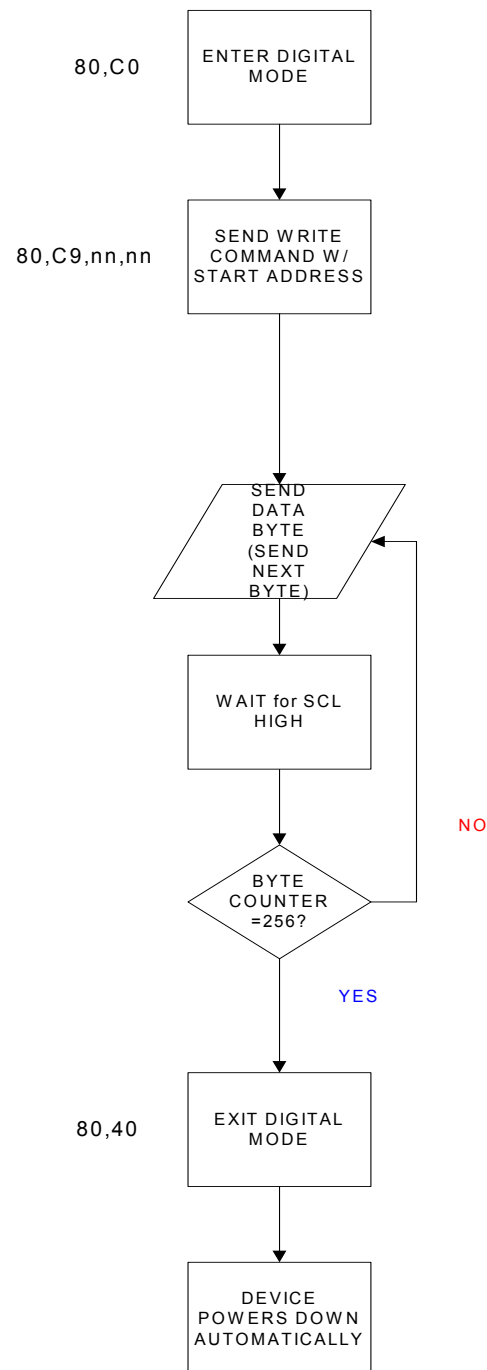 80,C0
ENTER DIGITAL
MODE
80,C9,nn,nn
SEND WRITE
COMMAND W/
START ADDRESS
SEND
DATA
BYTE
(SEND
NEXT
BYTE)
WAIT for SCL
HIGH
NO
BYTE
COUNTER
=256?
YES
80,40
EXIT DIGITAL
MODE
DEVICE
POWERS DOWN
AUTOMATICALLY